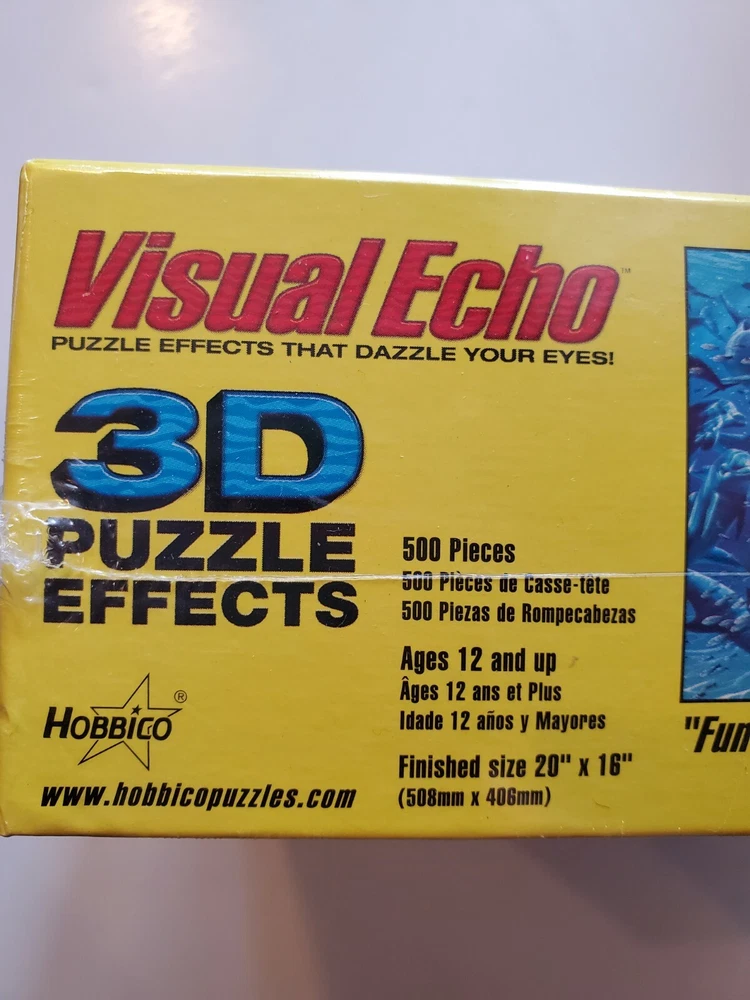 Visual Echo™
PUZZLE EFFECTS THAT DAZZLE YOUR EYES!
3D
PUZZLE
EFFECTS
500 Pieces
500 Pièces de Casse-tête
500 Piezas de Rompecabezas
Ages 12 and up
Âges 12 ans et Plus
Idade 12 años y Mayores
Finished size 20" x 16"
(508mm x 406mm)
HOBBICO®
www.hobbicopuzzles.com